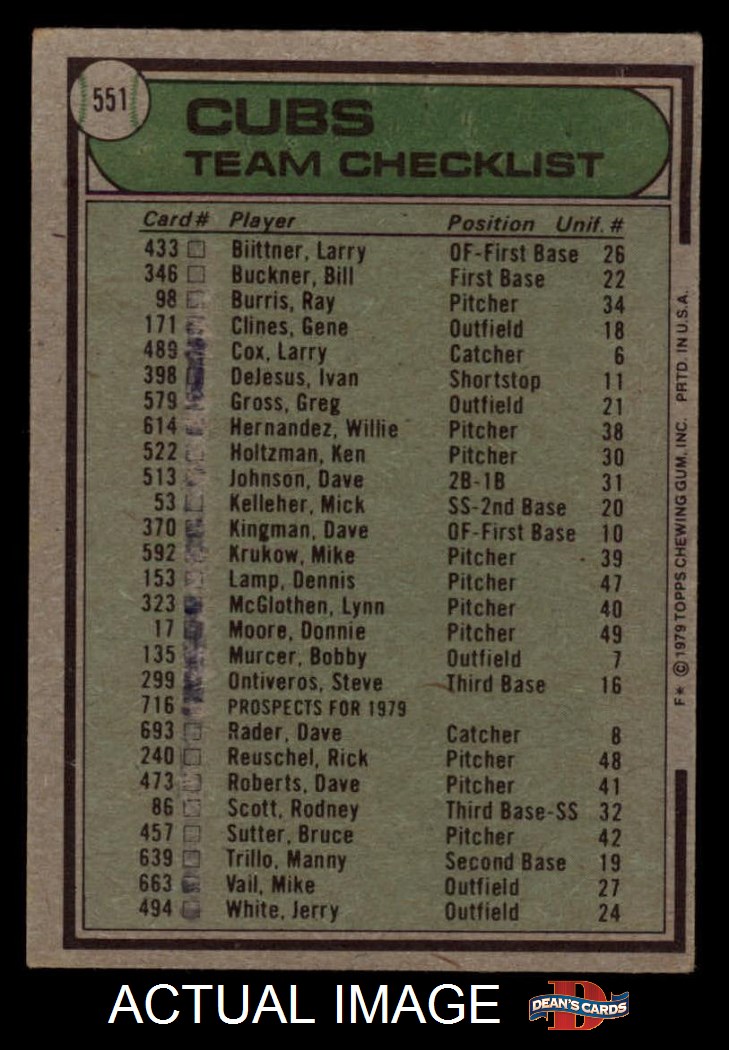 551
CUBS
TEAM CHECKLIST
Card# Player Position Unif. #
433 Biittner, Larry OF-First Base 26
346 Buckner, Bill First Base 22
98 Burris, Ray Pitcher 34
171 Clines, Gene Outfield 18
489 Cox, Larry Catcher 6
398 DeJesus, Ivan Shortstop 11
579 Gross, Greg Outfield 21
614 Hernandez, Willie Pitcher 38
522 Holtzman, Ken Pitcher 30
513 Johnson, Dave 2B-1B 31
53 Kelleher, Mick SS-2nd Base 20
370 Kingman, Dave OF-First Base 10
592 Krukow, Mike Pitcher 39
153 Lamp, Dennis Pitcher 47
323 McGlothen, Lynn Pitcher 40
17 Moore, Donnie Pitcher 49
135 Murcer, Bobby Outfield 7
299 Ontiveros, Steve Third Base 16
716 PROSPECTS FOR 1979
693 Rader, Dave Catcher 8
240 Reuschel, Rick Pitcher 48
473 Roberts, Dave Pitcher 41
86 Scott, Rodney Third Base-SS 32
457 Sutter, Bruce Pitcher 42
639 Trillo, Manny Second Base 19
663 Vail, Mike Outfield 27
494 White, Jerry Outfield 24
F* © 1979 TOPPS CHEWING GUM, INC. PRTD. IN U.S.A.
ACTUAL IMAGE
DEAN'S CARDS